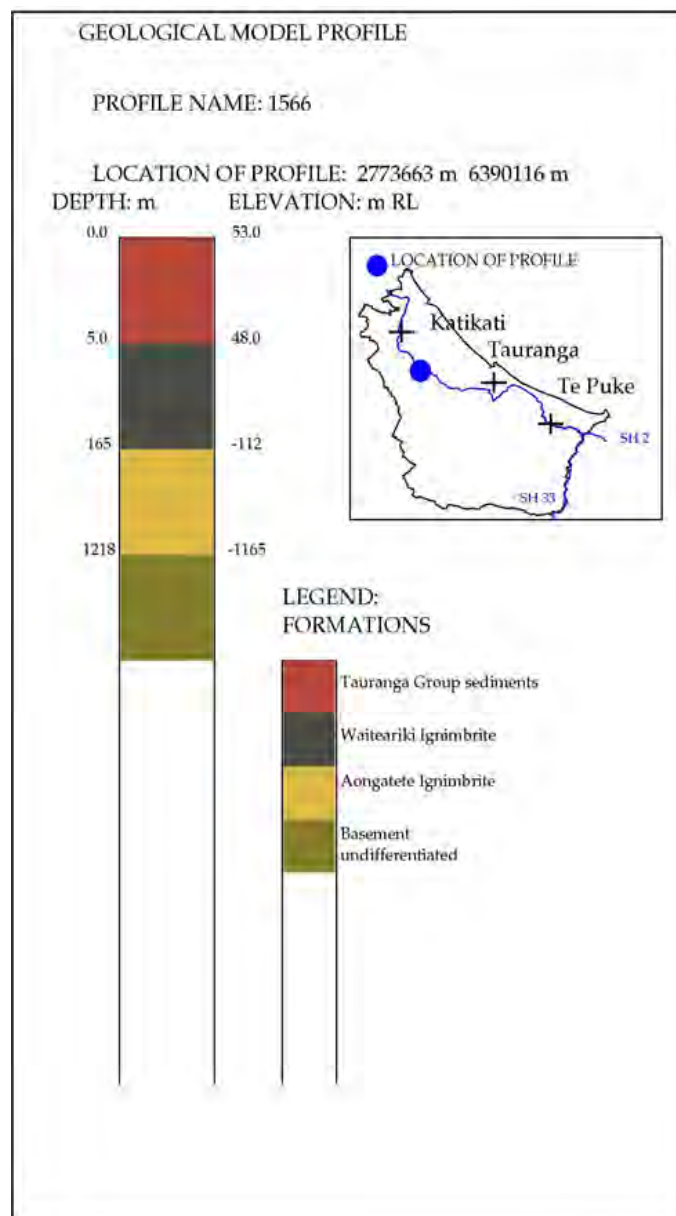 GEOLOGICAL MODEL PROFILE
PROFILE NAME: 1566
LOCATION OF PROFILE: 2773663 m 6390116 m
DEPTH: m ELEVATION: m RL
0.0 53.0
5.0 48.0
165 -112
1218 -1165
LOCATION OF PROFILE
Katikati
Tauranga
Te Puke
SH 2
SH 33
LEGEND:
FORMATIONS
Tauranga Group sediments
Waiteariki Ignimbrite
Aongatete Ignimbrite
Basement
undifferentiated